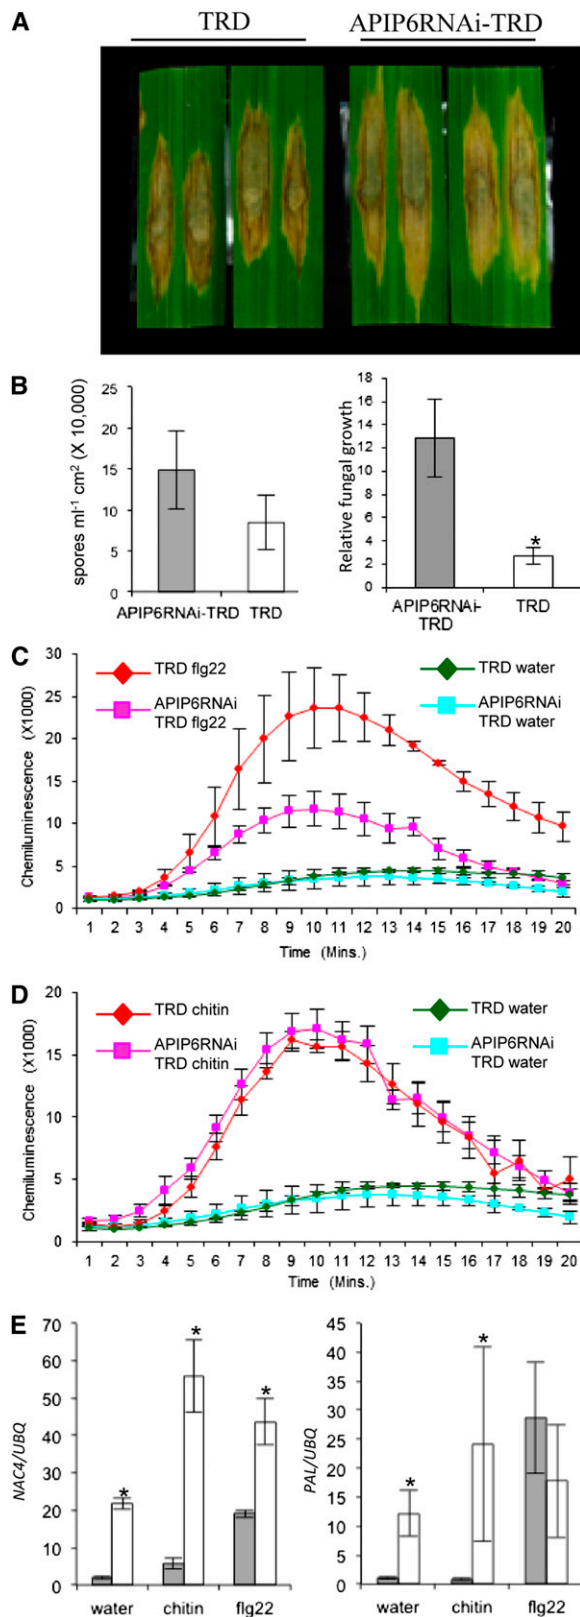 A
TRD APIP6RNAi-TRD
B
spores ml-1 cm2 (X 10,000)
25
20
15
10
5
0
APIP6RNAi-TRD TRD
Relative fungal growth
18
16
14
12
10
8
6
4
2
0
*
APIP6RNAi-
TRD
TRD
C
Chemiluminescence (X1000)
30
25
20
15
10
5
0
TRD flg22
APIP6RNAi
TRD flg22
TRD water
APIP6RNAi
TRD water
1 2 3 4 5 6 7 8 9 10 11 12 13 14 15 16 17 18 19 20
Time (Mins.)
D
Chemiluminescence (X1000)
20
15
10
5
0
TRD chitin
APIP6RNAi
TRD chitin
TRD water
APIP6RNAi
TRD water
1 2 3 4 5 6 7 8 9 10 11 12 13 14 15 16 17 18 19 20
Time (Mins.)
E
NAC4/UBQ
70
60
50
40
30
20
10
0
* * *
water chitin flg22
PAL/UBQ
45
40
35
30
25
20
15
10
5
0
* *
water chitin flg22